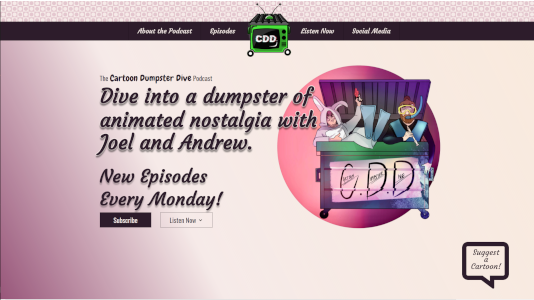 About the Podcast
Episodes
CDD
Listen Now
Social Media
The Cartoon Dumpster Dive Podcast
Dive into a dumpster of
animated nostalgia with
Joel and Andrew.
New Episodes
Every Monday!
Subscribe
Listen Now
C.D.D
Suggest
a
Cartoon!